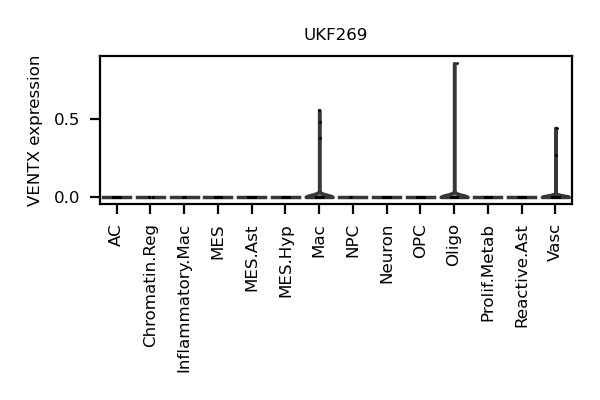 UKF269
VENTX expression
0.5
0.0
AC
Chromatin.Reg
Inflammatory.Mac
MES
MES.Ast
MES.Hyp
Mac
NPC
Neuron
OPC
Oligo
Prolif.Metab
Reactive.Ast
Vasc